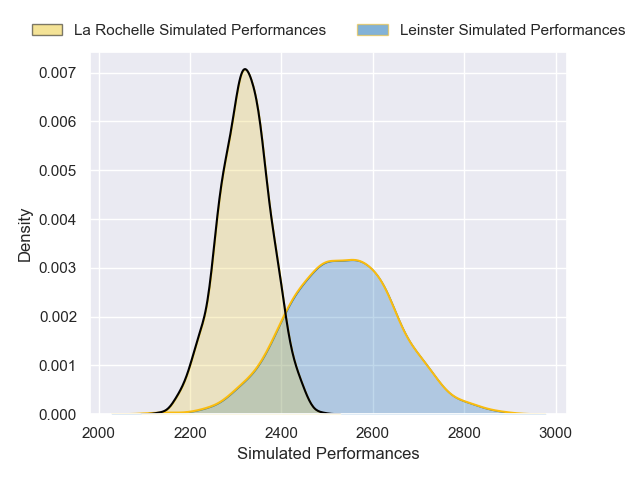 La Rochelle Simulated Performances Leinster Simulated Performances
0.007
0.006
0.005
0.004
0.003
0.002
0.001
0.000
Density
2000 2200 2400 2600 2800 3000
Simulated Performances